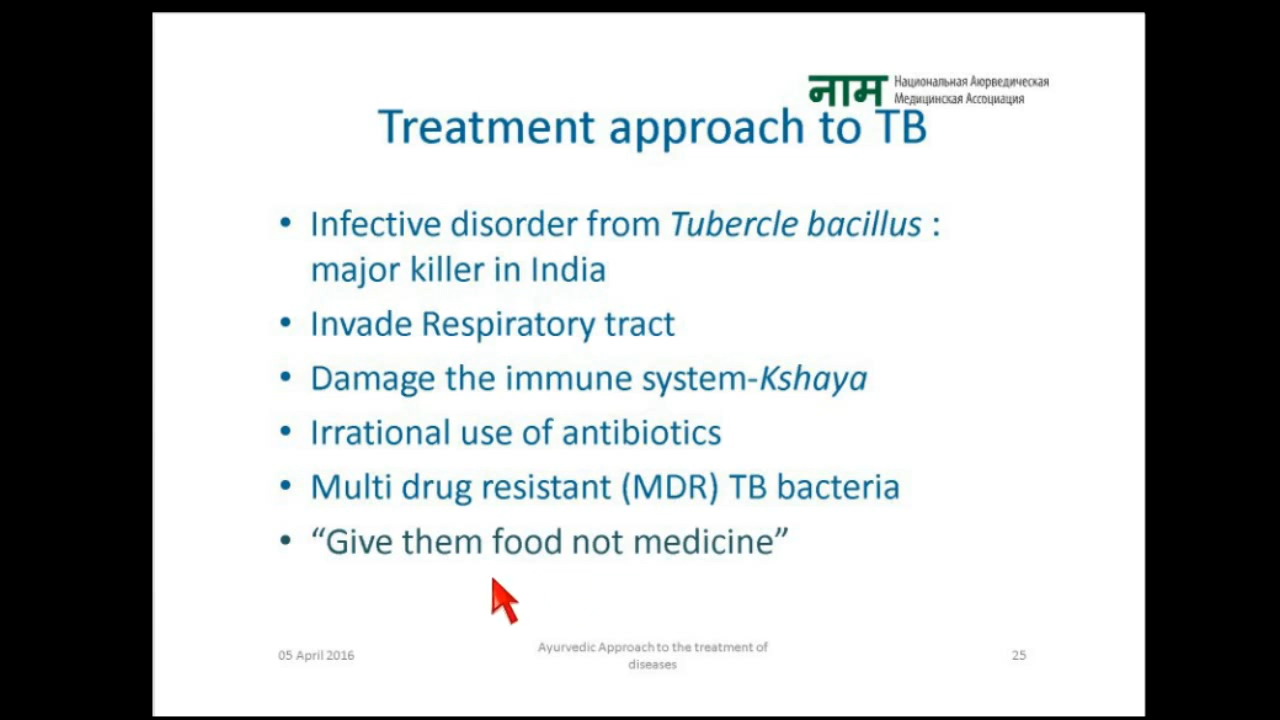 नाम Национальная Аюрведическая
Медицинская Ассоциация
Treatment approach to TB
• Infective disorder from Tubercle bacillus :
major killer in India
• Invade Respiratory tract
• Damage the immune system-Kshaya
• Irrational use of antibiotics
• Multi drug resistant (MDR) TB bacteria
• “Give them food not medicine”
05 April 2016
Ayurvedic Approach to the treatment of
diseases
25